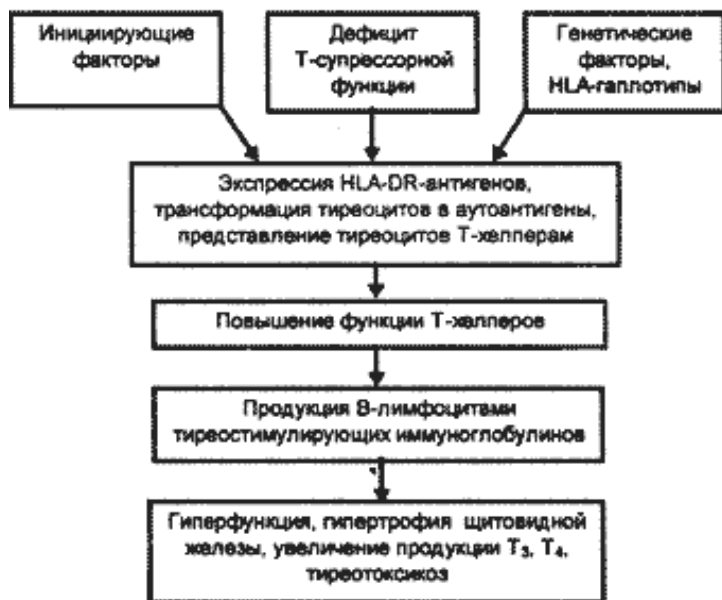 Инициирующие
факторы
Дефицит
Т-супрессорной
функции
Генетические
факторы,
HLA-гаплотипы
Экспрессия HLA-DR-антигенов,
трансформация тиреоцитов в аутоантигены,
представление тиреоцитов Т-хелперам
Повышение функции Т-хелперов
Продукция В-лимфоцитами
тиреостимулирующих иммуноглобулинов
Гиперфункция, гипертрофия щитовидной
железы, увеличение продукции Т₃, Т₄,
тиреотоксикоз